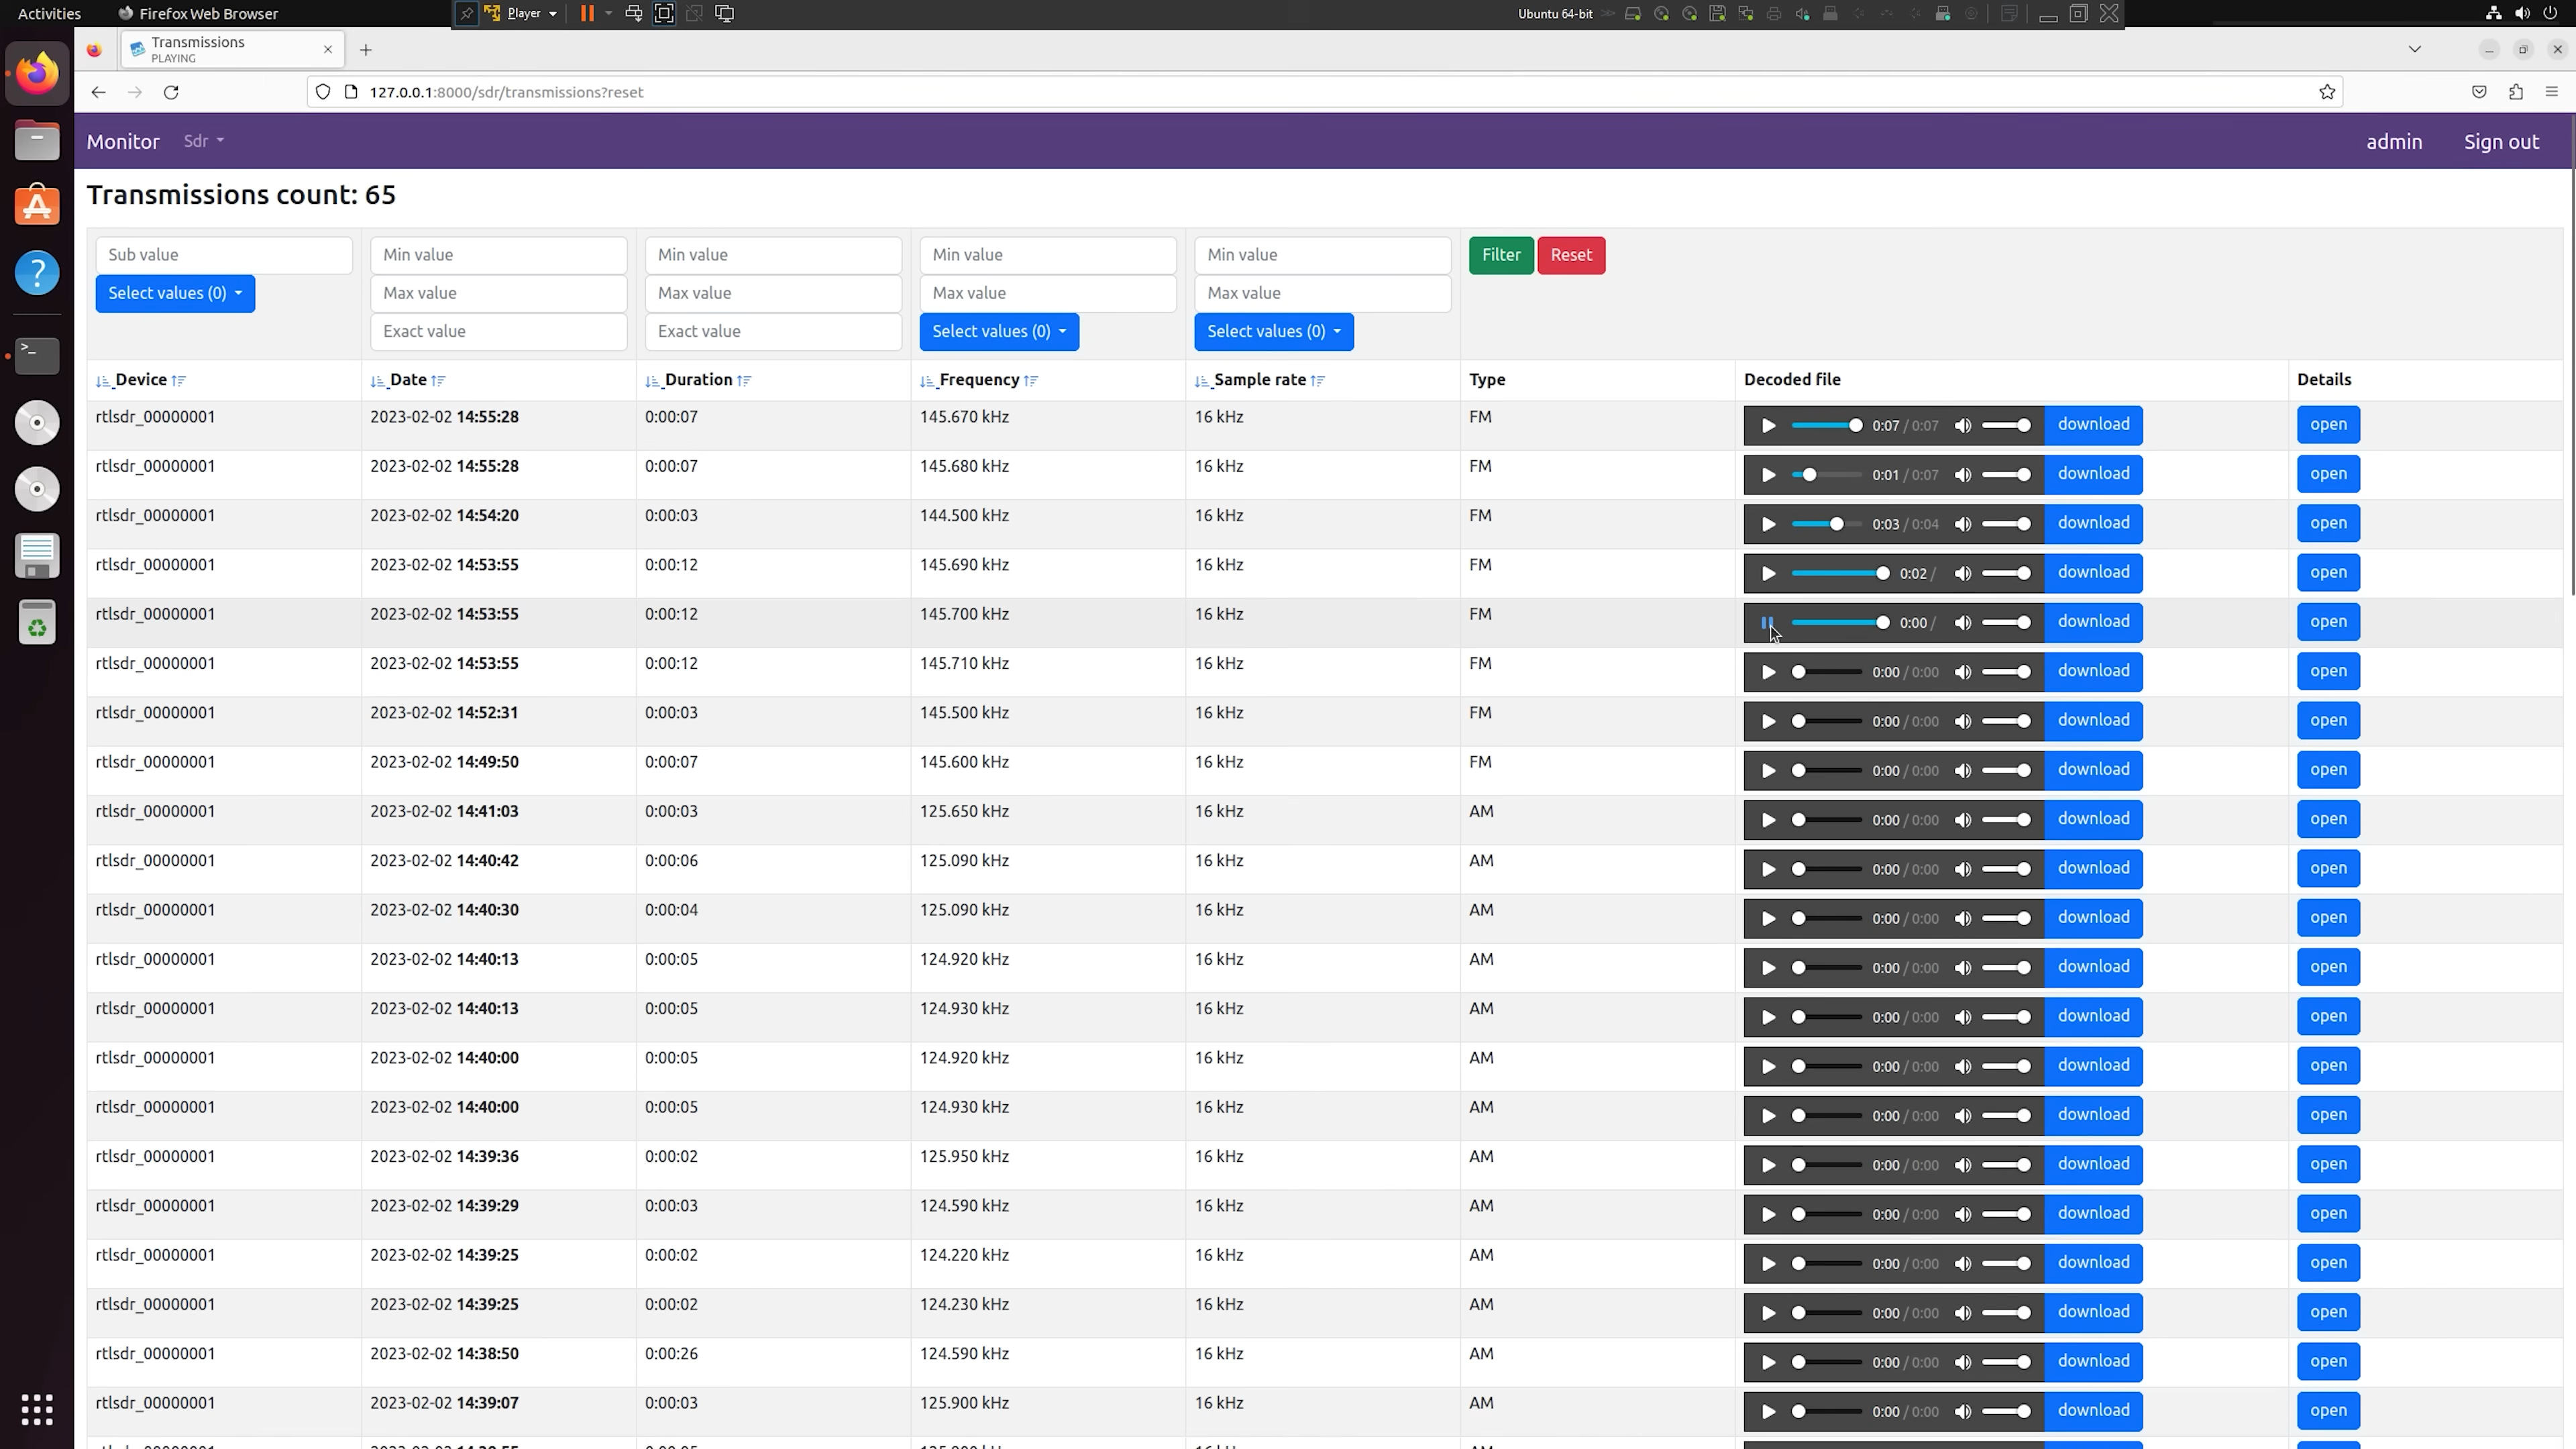 Activities Firefox Web Browser Player Ubuntu 64-bit
Transmissions
PLAYING
127.0.0.1:8000/sdr/transmissions?reset
Monitor Sdr admin Sign out
Transmissions count: 65
Sub value Min value Min value Min value Min value Filter Reset
Select values (0) Max value Max value Max value Max value
Exact value Exact value Select values (0) Select values (0)
Device Date Duration Frequency Sample rate Type Decoded file Details
rtlsdr_00000001 2023-02-02 14:55:28 0:00:07 145.670 kHz 16 kHz FM 0:07 / 0:07 download open
rtlsdr_00000001 2023-02-02 14:55:28 0:00:07 145.680 kHz 16 kHz FM 0:01 / 0:07 download open
rtlsdr_00000001 2023-02-02 14:54:20 0:00:03 144.500 kHz 16 kHz FM 0:03 / 0:04 download open
rtlsdr_00000001 2023-02-02 14:53:55 0:00:12 145.690 kHz 16 kHz FM 0:02 / download open
rtlsdr_00000001 2023-02-02 14:53:55 0:00:12 145.700 kHz 16 kHz FM 0:00 / download open
rtlsdr_00000001 2023-02-02 14:53:55 0:00:12 145.710 kHz 16 kHz FM 0:00 / 0:00 download open
rtlsdr_00000001 2023-02-02 14:52:31 0:00:03 145.500 kHz 16 kHz FM 0:00 / 0:00 download open
rtlsdr_00000001 2023-02-02 14:49:50 0:00:07 145.600 kHz 16 kHz FM 0:00 / 0:00 download open
rtlsdr_00000001 2023-02-02 14:41:03 0:00:03 125.650 kHz 16 kHz AM 0:00 / 0:00 download open
rtlsdr_00000001 2023-02-02 14:40:42 0:00:06 125.090 kHz 16 kHz AM 0:00 / 0:00 download open
rtlsdr_00000001 2023-02-02 14:40:30 0:00:04 125.090 kHz 16 kHz AM 0:00 / 0:00 download open
rtlsdr_00000001 2023-02-02 14:40:13 0:00:05 124.920 kHz 16 kHz AM 0:00 / 0:00 download open
rtlsdr_00000001 2023-02-02 14:40:13 0:00:05 124.930 kHz 16 kHz AM 0:00 / 0:00 download open
rtlsdr_00000001 2023-02-02 14:40:00 0:00:05 124.920 kHz 16 kHz AM 0:00 / 0:00 download open
rtlsdr_00000001 2023-02-02 14:40:00 0:00:05 124.930 kHz 16 kHz AM 0:00 / 0:00 download open
rtlsdr_00000001 2023-02-02 14:39:36 0:00:02 125.950 kHz 16 kHz AM 0:00 / 0:00 download open
rtlsdr_00000001 2023-02-02 14:39:29 0:00:03 124.590 kHz 16 kHz AM 0:00 / 0:00 download open
rtlsdr_00000001 2023-02-02 14:39:25 0:00:02 124.220 kHz 16 kHz AM 0:00 / 0:00 download open
rtlsdr_00000001 2023-02-02 14:39:25 0:00:02 124.230 kHz 16 kHz AM 0:00 / 0:00 download open
rtlsdr_00000001 2023-02-02 14:38:50 0:00:26 124.590 kHz 16 kHz AM 0:00 / 0:00 download open
rtlsdr_00000001 2023-02-02 14:39:07 0:00:03 125.900 kHz 16 kHz AM 0:00 / 0:00 download open